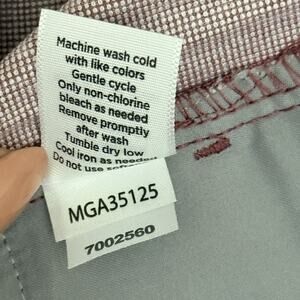 Machine wash cold
with like colors
Gentle cycle
Only non-chlorine
bleach as needed
Remove promptly
after wash
Tumble dry low
Cool iron as needed
Do not use
MGA35125
7002560